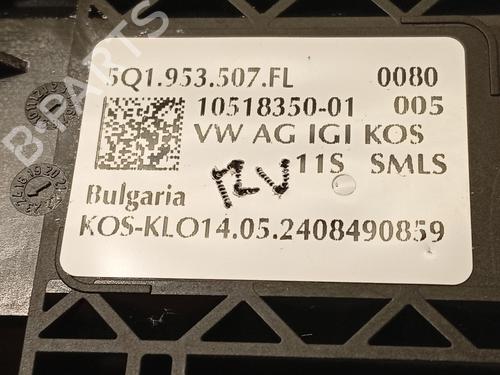 5Q1.953.507.FL 0080
10518350-01 005
VW AG IGI KOS
11S SMLS
Bulgaria
KOS-KLO14.05.2408490859
B-PARTS